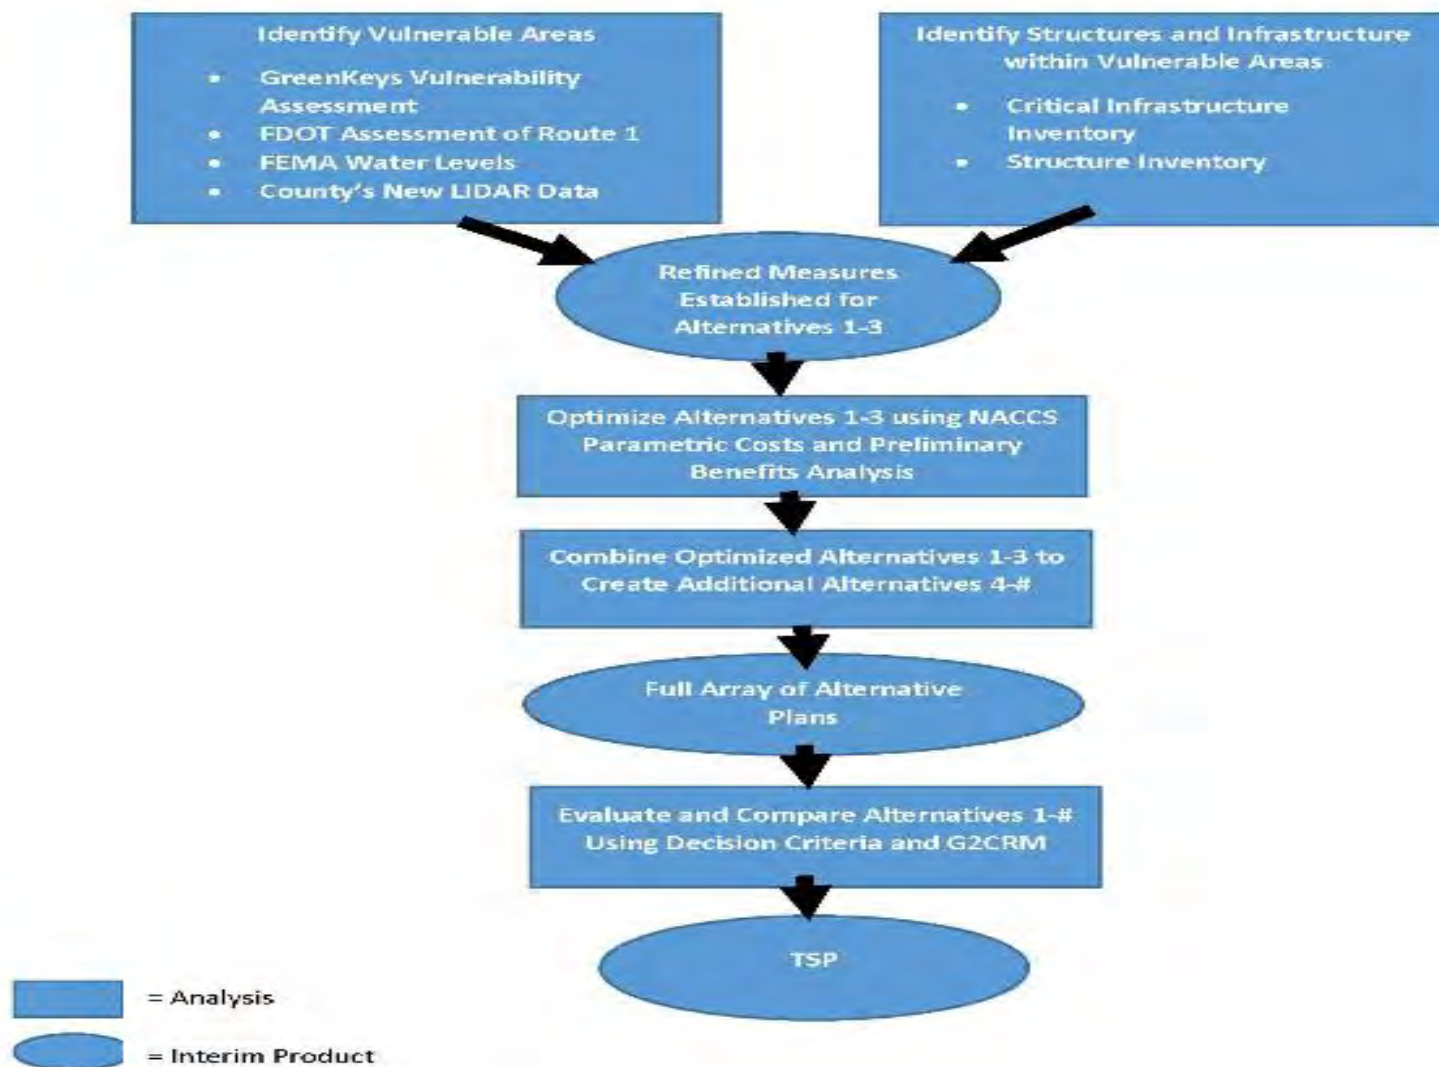 Identify Vulnerable Areas
• GreenKeys Vulnerability
Assessment
• FDOT Assessment of Route 1
• FEMA Water Levels
• County's New LIDAR Data
Identify Structures and Infrastructure
within Vulnerable Areas
• Critical Infrastructure
Inventory
• Structure Inventory
Refined Measures
Established for
Alternatives 1-3
Optimize Alternatives 1-3 using NACCS
Parametric Costs and Preliminary
Benefits Analysis
Combine Optimized Alternatives 1-3 to
Create Additional Alternatives 4-#
Full Array of Alternative
Plans
Evaluate and Compare Alternatives 1-#
Using Decision Criteria and G2CRM
TSP
= Analysis
= Interim Product